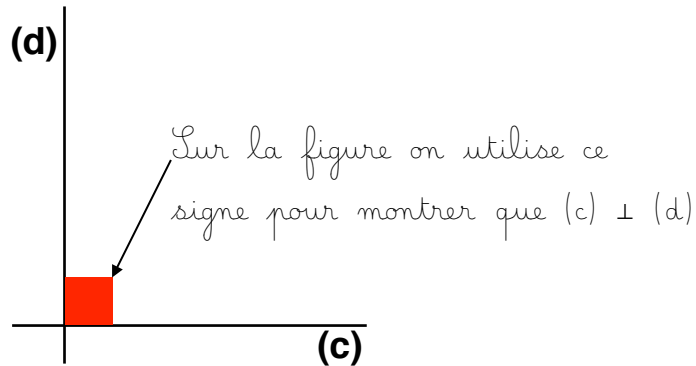 (d)
Sur la figure on utilise ce
signe pour montrer que (c) ⊥ (d)
(c)